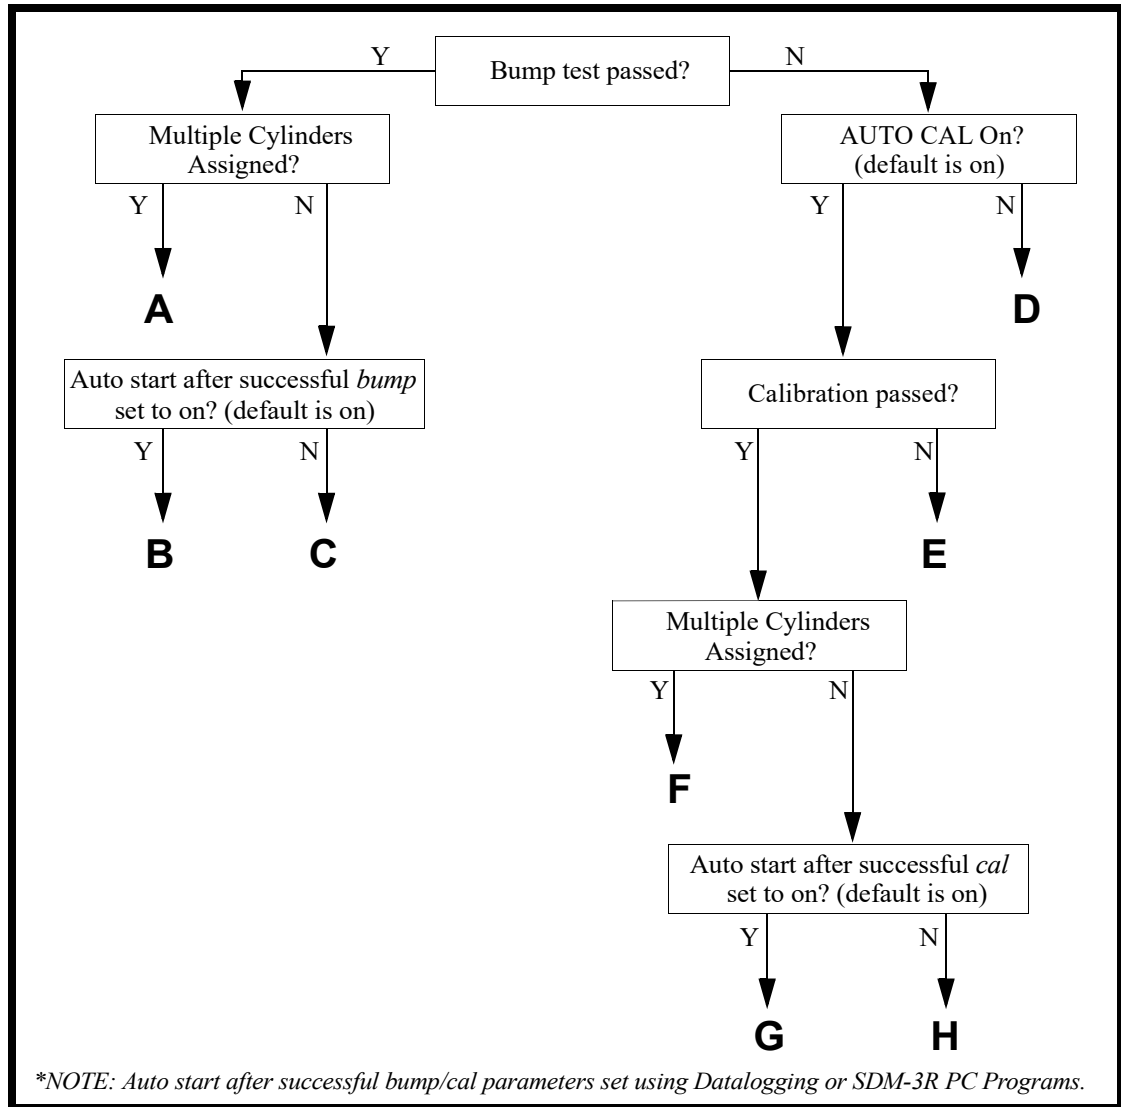 Y
Bump test passed?
N
Multiple Cylinders
Assigned?
AUTO CAL On?
(default is on)
Y
N
Y
N
A
D
Auto start after successful bump
set to on? (default is on)
Calibration passed?
Y
N
Y
N
B
C
E
Multiple Cylinders
Assigned?
Y
N
F
Auto start after successful cal
set to on? (default is on)
Y
N
G
H
*NOTE: Auto start after successful bump/cal parameters set using Datalogging or SDM-3R PC Programs.